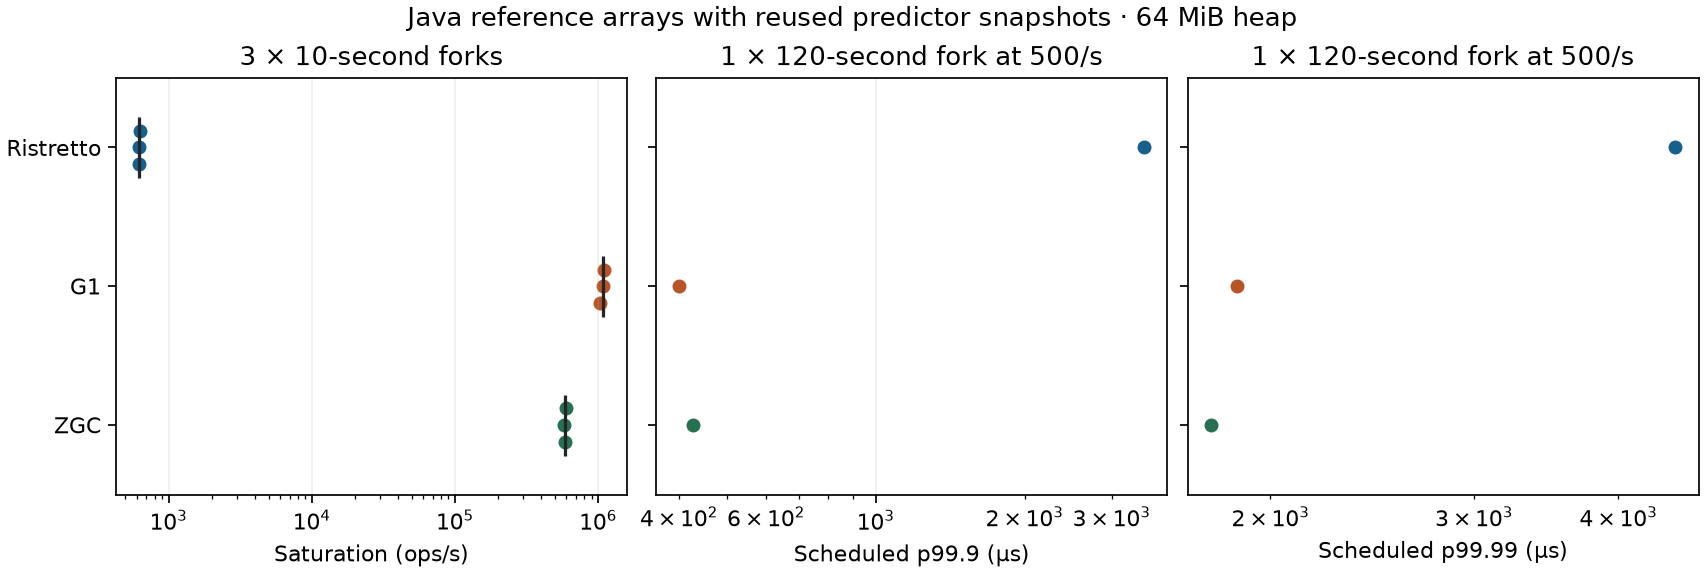 Java reference arrays with reused predictor snapshots · 64 MiB heap
3 × 10-second forks
1 × 120-second fork at 500/s
1 × 120-second fork at 500/s
Ristretto
G1
ZGC
10³ 10⁴ 10⁵ 10⁶
4 × 10² 6 × 10² 10³ 2 × 10³ 3 × 10³
2 × 10³ 3 × 10³ 4 × 10³
Saturation (ops/s)
Scheduled p99.9 (µs)
Scheduled p99.99 (µs)